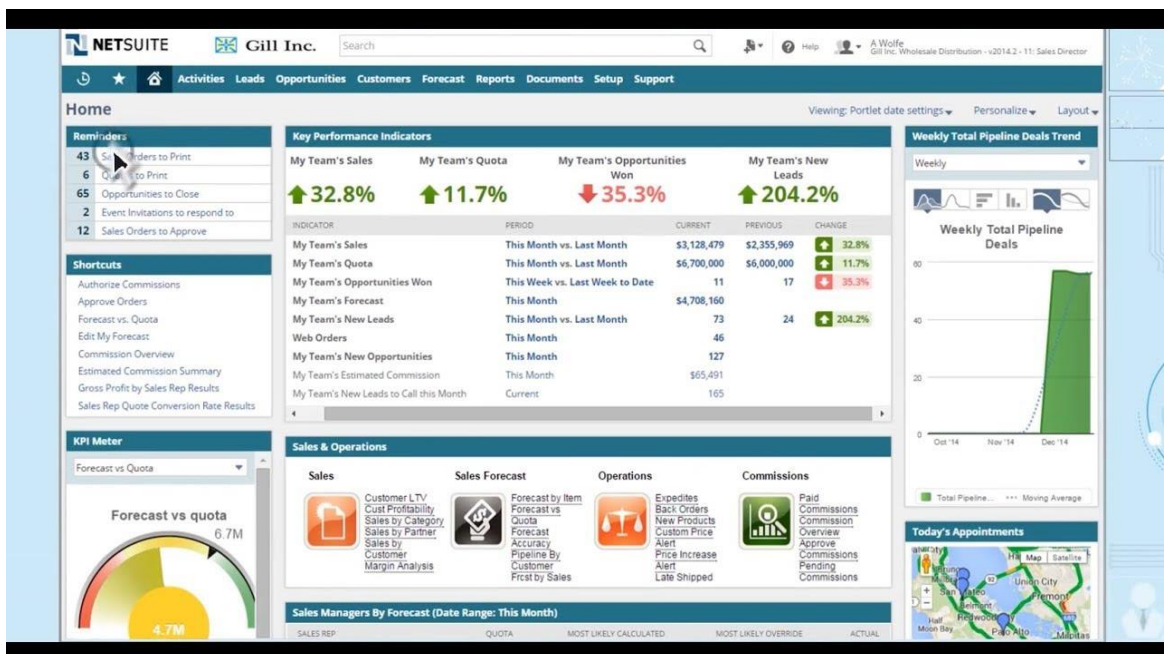 NETSUITE
Gill Inc.
Search
Help
A Wolfe
Gill Inc. Wholesale Distribution - v2014.2 - 11: Sales Director
Activities Leads Opportunities Customers Forecast Reports Documents Setup Support
Home
Viewing: Portlet date settings
Personalize
Layout
Reminders
43 Sales Orders to Print
6 Quotes to Print
65 Opportunities to Close
2 Event Invitations to respond to
12 Sales Orders to Approve
Shortcuts
Authorize Commissions
Approve Orders
Forecast vs. Quota
Edit My Forecast
Commission Overview
Estimated Commission Summary
Gross Profit by Sales Rep Results
Sales Rep Quote Conversion Rate Results
KPI Meter
Forecast vs Quota
Forecast vs quota
6.7M
4.7M
Key Performance Indicators
My Team's Sales
32.8%
My Team's Quota
11.7%
My Team's Opportunities
Won
35.3%
My Team's New
Leads
204.2%
INDICATOR PERIOD CURRENT PREVIOUS CHANGE
My Team's Sales This Month vs. Last Month $3,128,479 $2,355,969 32.8%
My Team's Quota This Month vs. Last Month $6,700,000 $6,000,000 11.7%
My Team's Opportunities Won This Week vs. Last Week to Date 11 17 35.3%
My Team's Forecast This Month $4,708,160
My Team's New Leads This Month vs. Last Month 73 24 204.2%
Web Orders This Month 46
My Team's New Opportunities This Month 127
My Team's Estimated Commission This Month $65,491
My Team's New Leads to Call this Month Current 165
Sales & Operations
Sales
Customer LTV
Cust Profitability
Sales by Category
Sales by Partner
Sales by
Customer
Margin Analysis
Sales Forecast
Forecast by Item
Forecast vs
Quota
Forecast
Accuracy
Pipeline By
Customer
Frcst by Sales
Operations
Expedites
Back Orders
New Products
Custom Price
Alert
Price Increase
Alert
Late Shipped
Commissions
Paid
Commissions
Commission
Overview
Approve
Commissions
Pending
Commissions
Sales Managers By Forecast (Date Range: This Month)
SALES REP QUOTA MOST LIKELY CALCULATED MOST LIKELY OVERRIDE ACTUAL
Weekly Total Pipeline Deals Trend
Weekly
Weekly Total Pipeline
Deals
60
40
20
0
Oct '14 Nov '14 Dec '14
Total Pipeline... Moving Average
Today's Appointments
Map Satellite
92
Union City
San Mateo
Fremont
Belmont
Half
Moon Bay
Redwood
Palo Alto